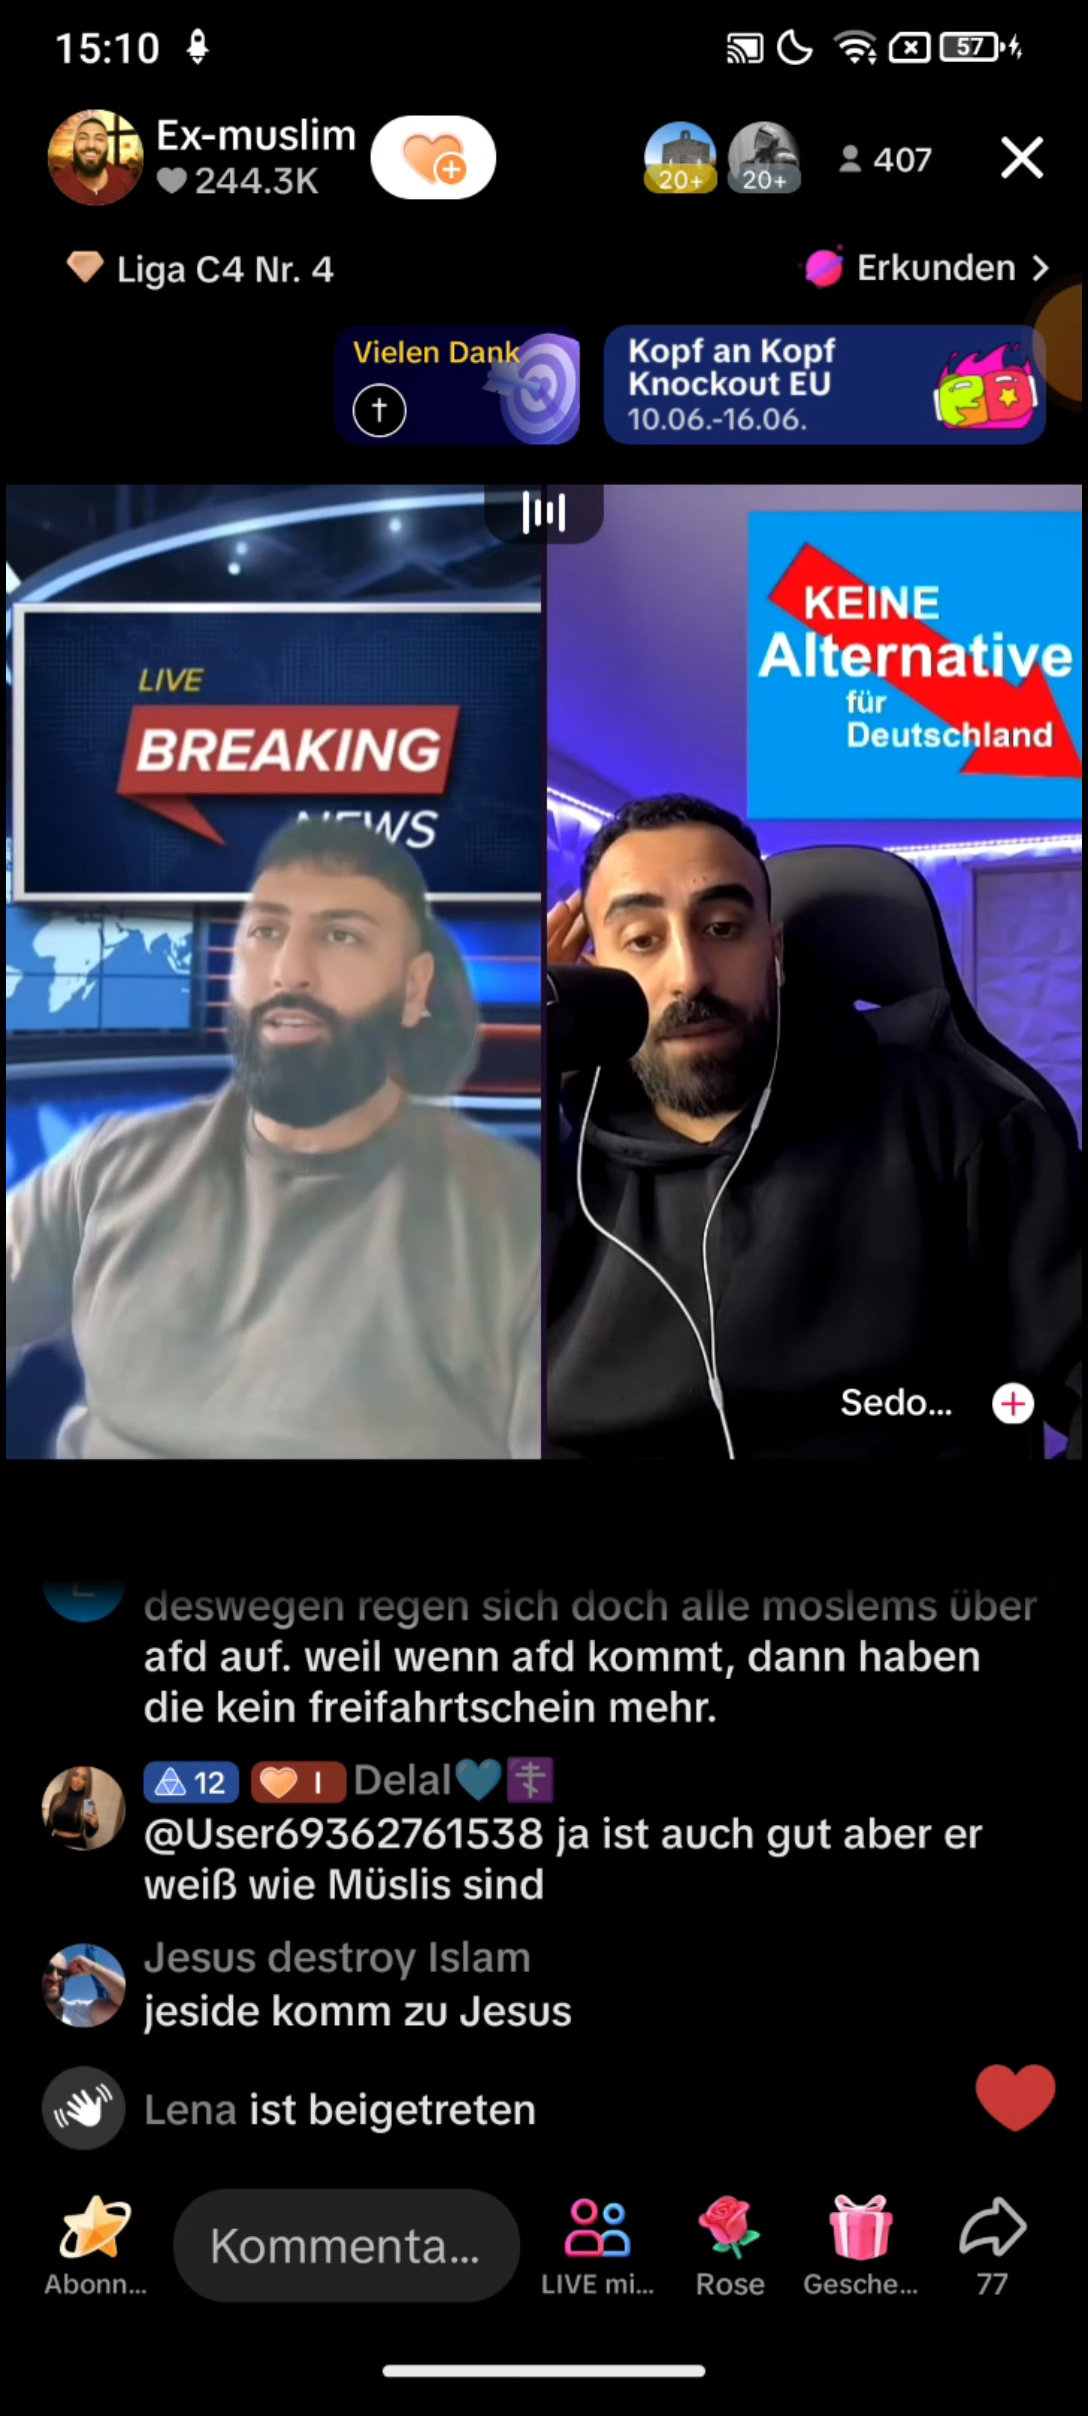 15:10
57
Ex-muslim
244.3K
20+
20+
407
Liga C4 Nr. 4
Erkunden >
Vielen Dank
Kopf an Kopf
Knockout EU
10.06.-16.06.
LIVE
BREAKING
NEWS
KEINE
Alternative
für
Deutschland
Sedo...
deswegen regen sich doch alle moslems über
afd auf. weil wenn afd kommt, dann haben
die kein freifahrtschein mehr.
12 I Delal🩵☦️
@User69362761538 ja ist auch gut aber er
weiß wie Müslis sind
Jesus destroy Islam
jeside komm zu Jesus
Lena ist beigetreten
Kommenta...
Abonn...
LIVE mi...
Rose
Gesche...
77